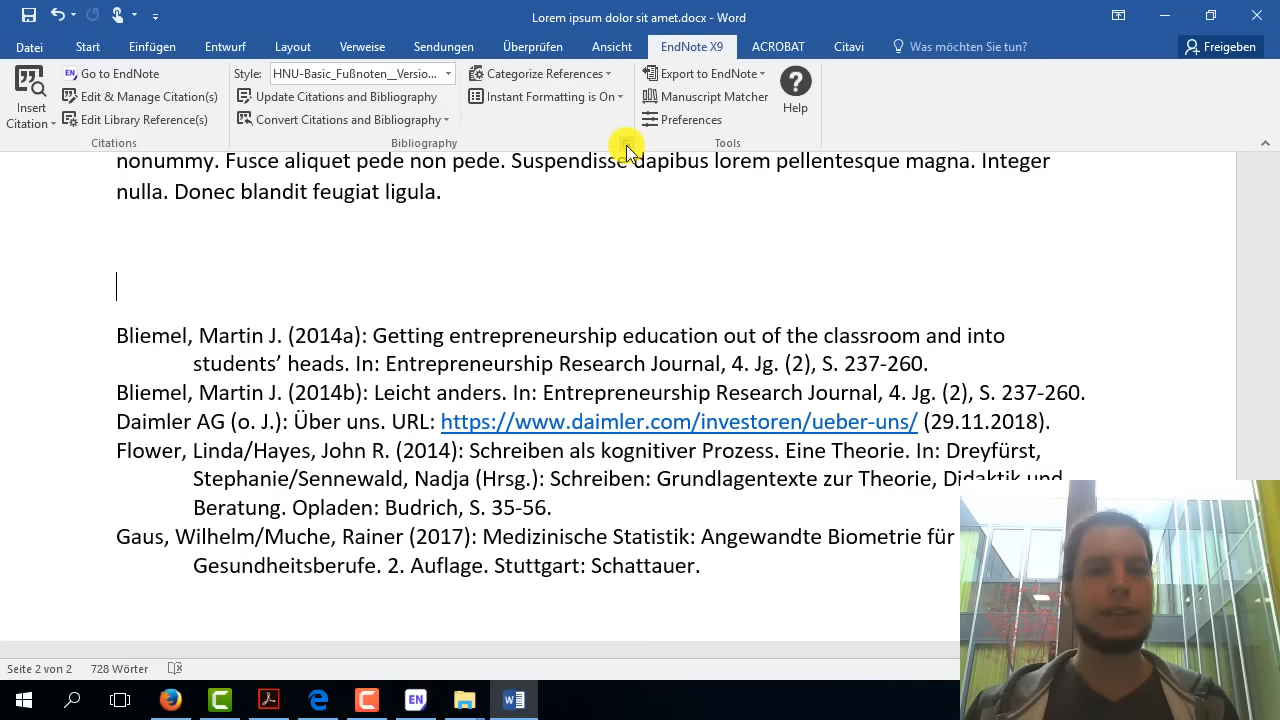 Lorem ipsum dolor sit amet.docx - Word
Datei Start Einfügen Entwurf Layout Verweise Sendungen Überprüfen Ansicht EndNote X9 ACROBAT Citavi Was möchten Sie tun? Freigeben
Insert Citation
EN Go to EndNote
Edit & Manage Citation(s)
Edit Library Reference(s)
Citations
Style: HNU-Basic_Fußnoten__Versio...
Update Citations and Bibliography
Convert Citations and Bibliography
Categorize References
Instant Formatting is On
Bibliography
Export to EndNote
Manuscript Matcher
Preferences
? Help
Tools
nonummy. Fusce aliquet pede non pede. Suspendisse dapibus lorem pellentesque magna. Integer
nulla. Donec blandit feugiat ligula.
Bliemel, Martin J. (2014a): Getting entrepreneurship education out of the classroom and into
students’ heads. In: Entrepreneurship Research Journal, 4. Jg. (2), S. 237-260.
Bliemel, Martin J. (2014b): Leicht anders. In: Entrepreneurship Research Journal, 4. Jg. (2), S. 237-260.
Daimler AG (o. J.): Über uns. URL: https://www.daimler.com/investoren/ueber-uns/ (29.11.2018).
Flower, Linda/Hayes, John R. (2014): Schreiben als kognitiver Prozess. Eine Theorie. In: Dreyfürst,
Stephanie/Sennewald, Nadja (Hrsg.): Schreiben: Grundlagentexte zur Theorie, Didaktik und
Beratung. Opladen: Budrich, S. 35-56.
Gaus, Wilhelm/Muche, Rainer (2017): Medizinische Statistik: Angewandte Biometrie für
Gesundheitsberufe. 2. Auflage. Stuttgart: Schattauer.
Seite 2 von 2 728 Wörter
EN